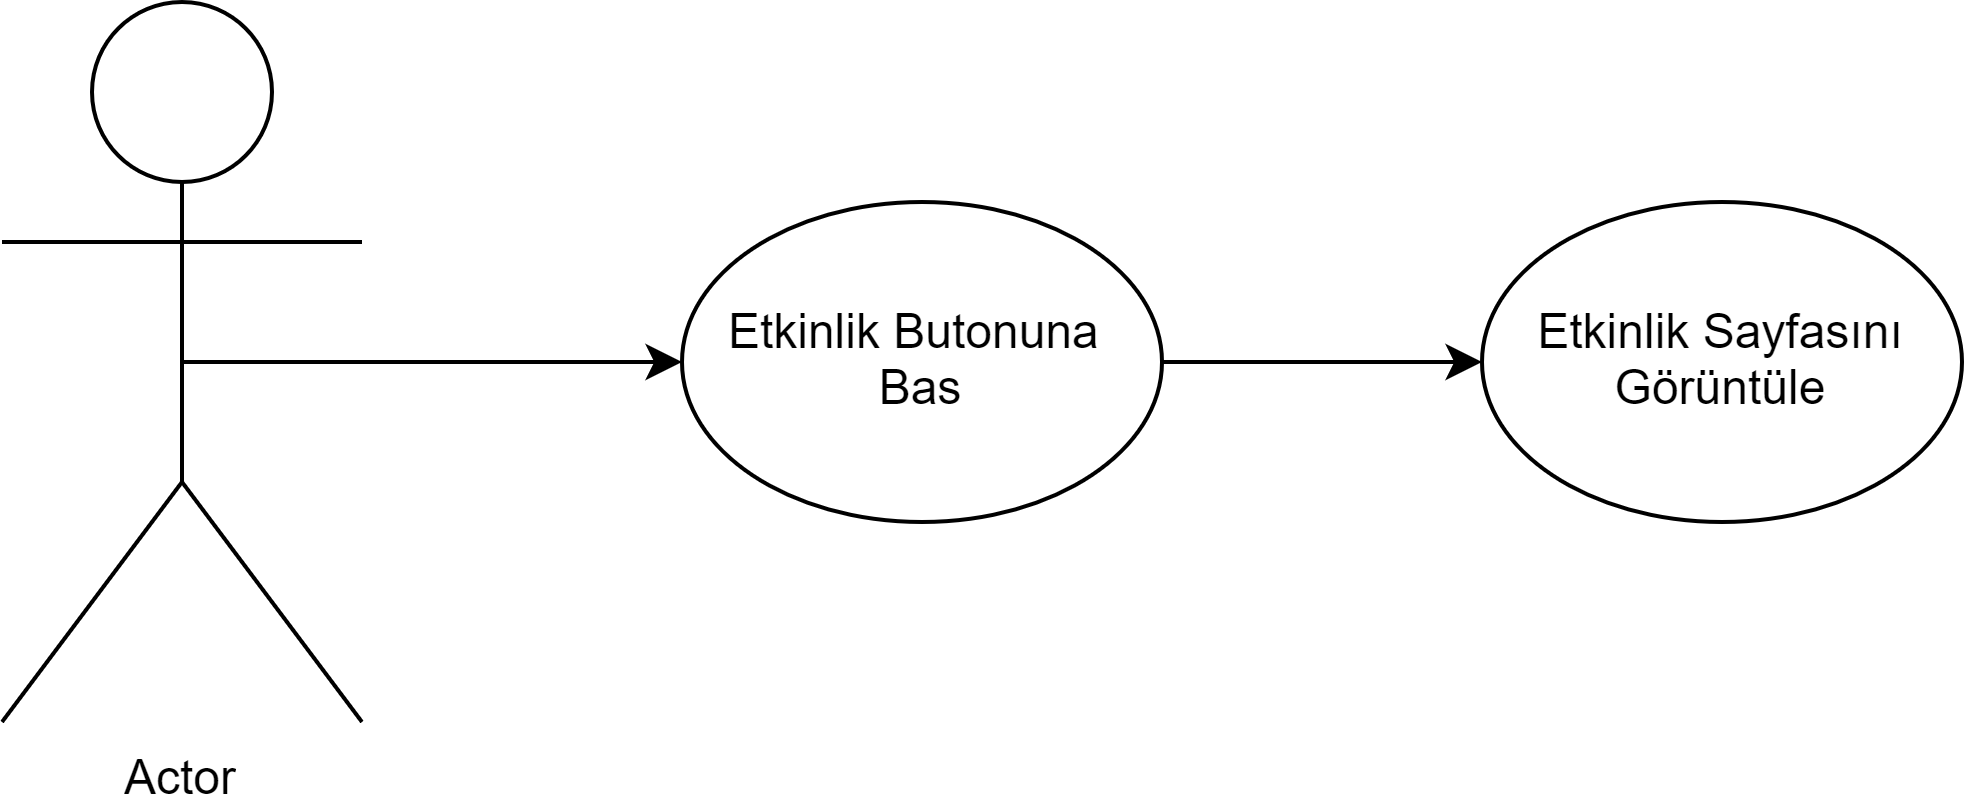 Etkinlik Butonuna
Bas
Etkinlik Sayfasını
Görüntüle
Actor